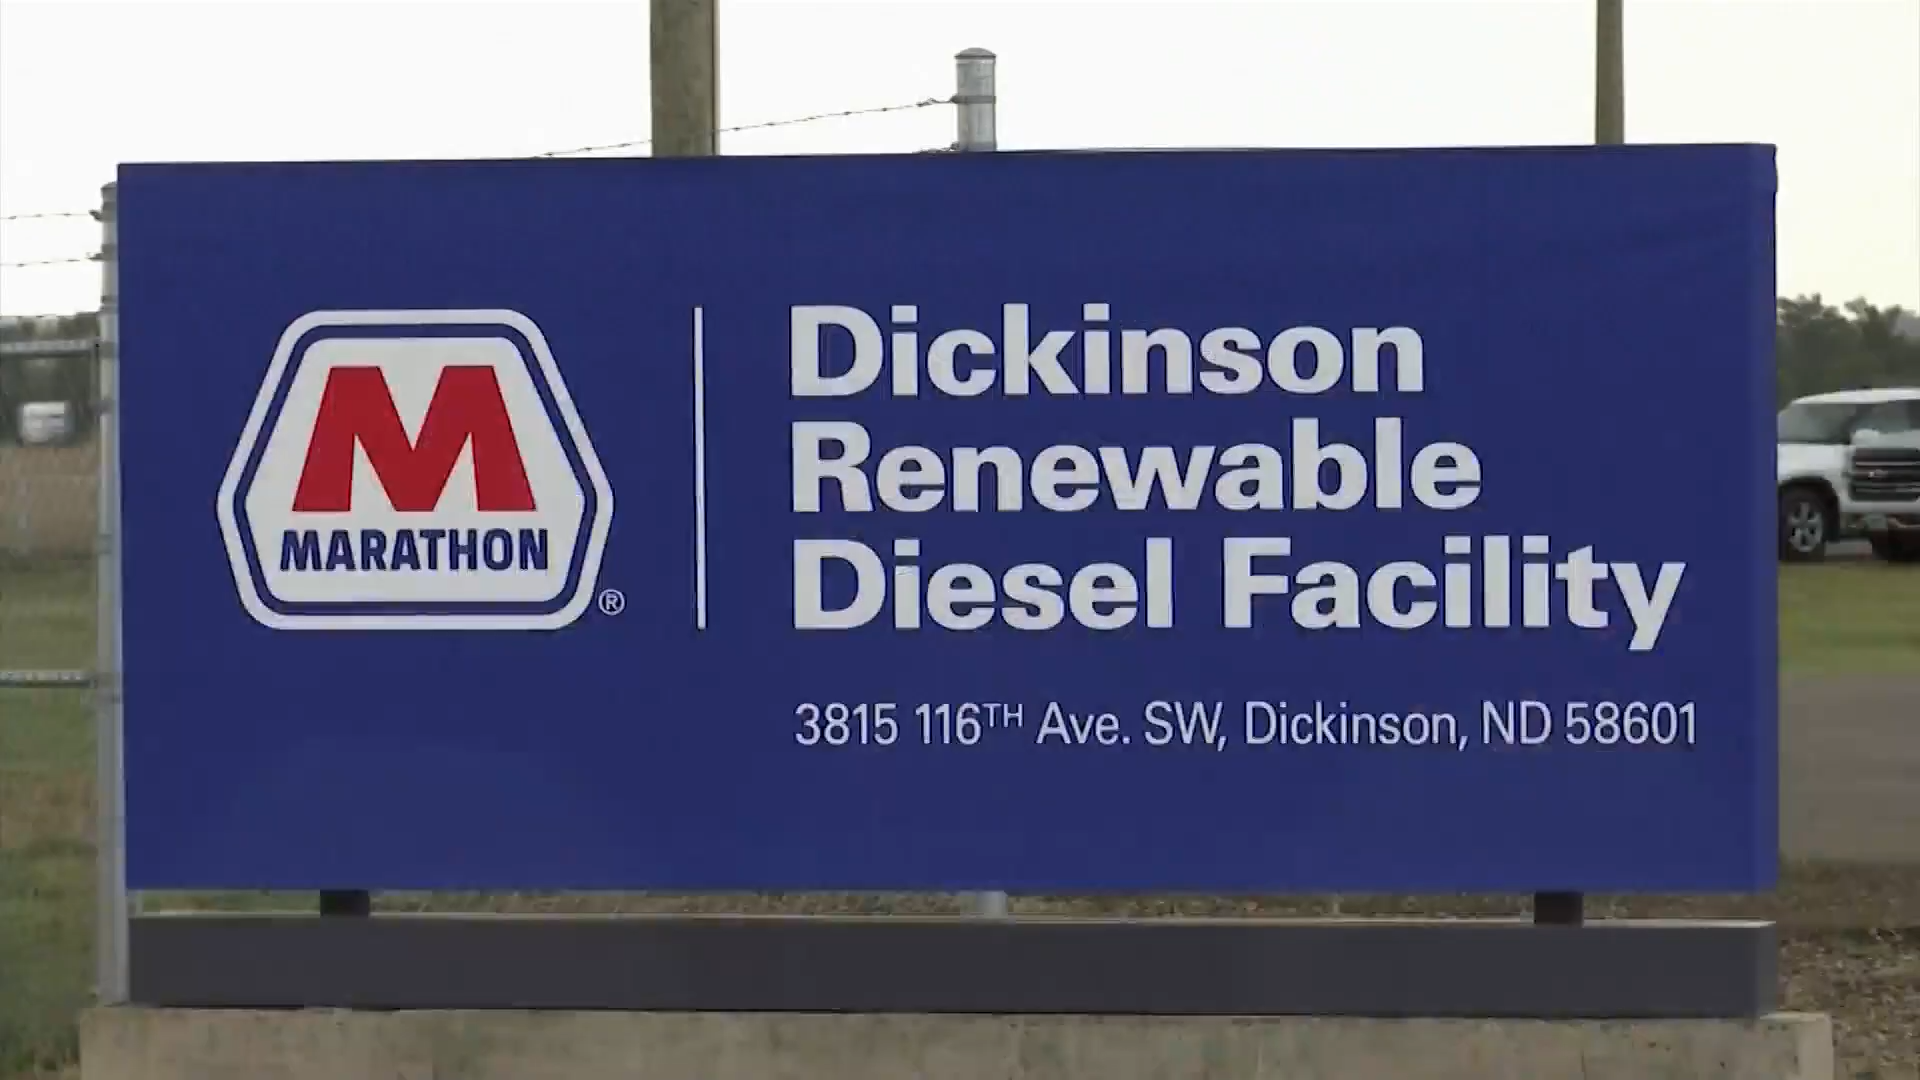 M
MARATHON
®
Dickinson
Renewable
Diesel Facility
3815 116TH Ave. SW, Dickinson, ND 58601